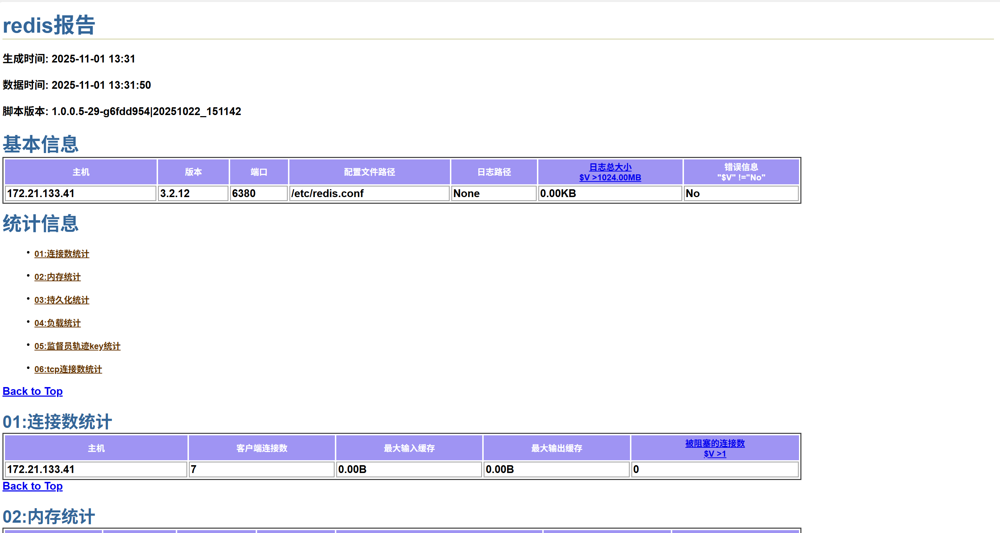 redis报告
生成时间: 2025-11-01 13:31
数据时间: 2025-11-01 13:31:50
脚本版本: 1.0.0.5-29-g6fdd954|20251022_151142
基本信息
主机 版本 端口 配置文件路径 日志路径 日志总大小 $V >1024.00MB 错误信息 "$V" !="No"
172.21.133.41 3.2.12 6380 /etc/redis.conf None 0.00KB No
统计信息
01:连接数统计
02:内存统计
03:持久化统计
04:负载统计
05:监督员轨迹key统计
06:tcp连接数统计
Back to Top
01:连接数统计
主机 客户端连接数 最大输入缓存 最大输出缓存 被阻塞的连接数 $V >1
172.21.133.41 7 0.00B 0.00B 0
Back to Top
02:内存统计